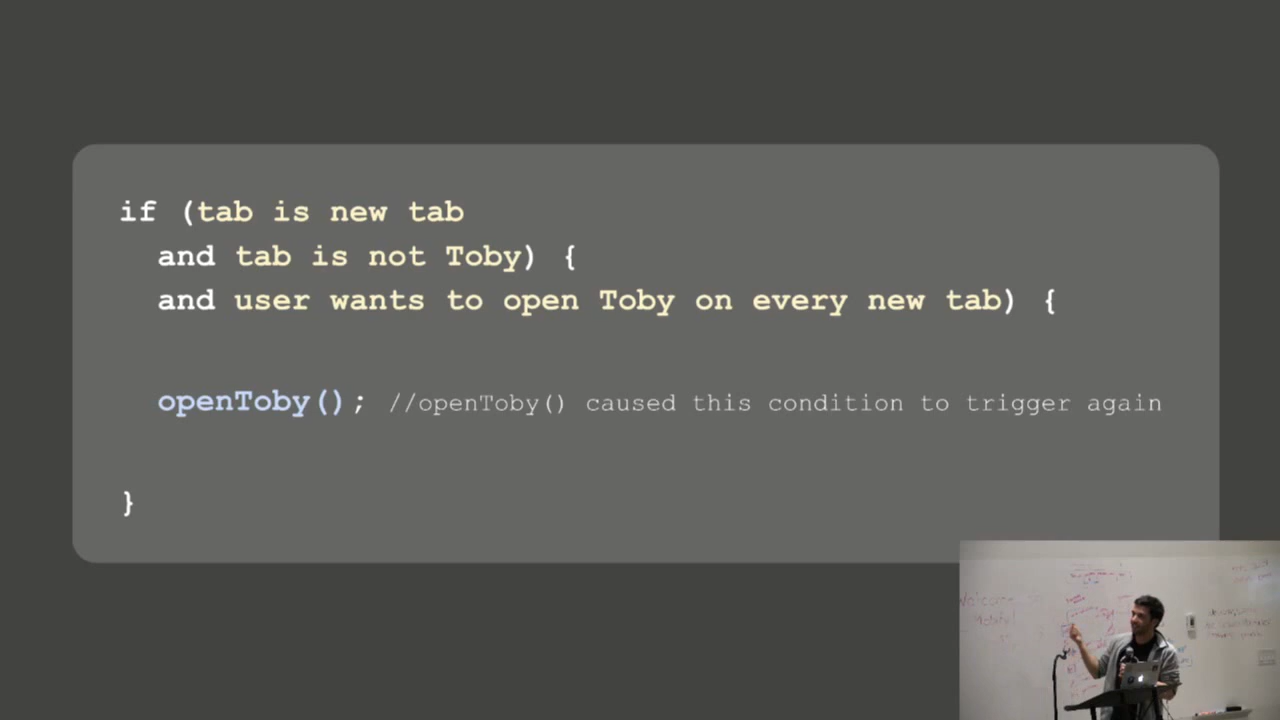 if (tab is new tab
and tab is not Toby) {
and user wants to open Toby on every new tab) {
openToby(); //openToby() caused this condition to trigger again
}
Welcome